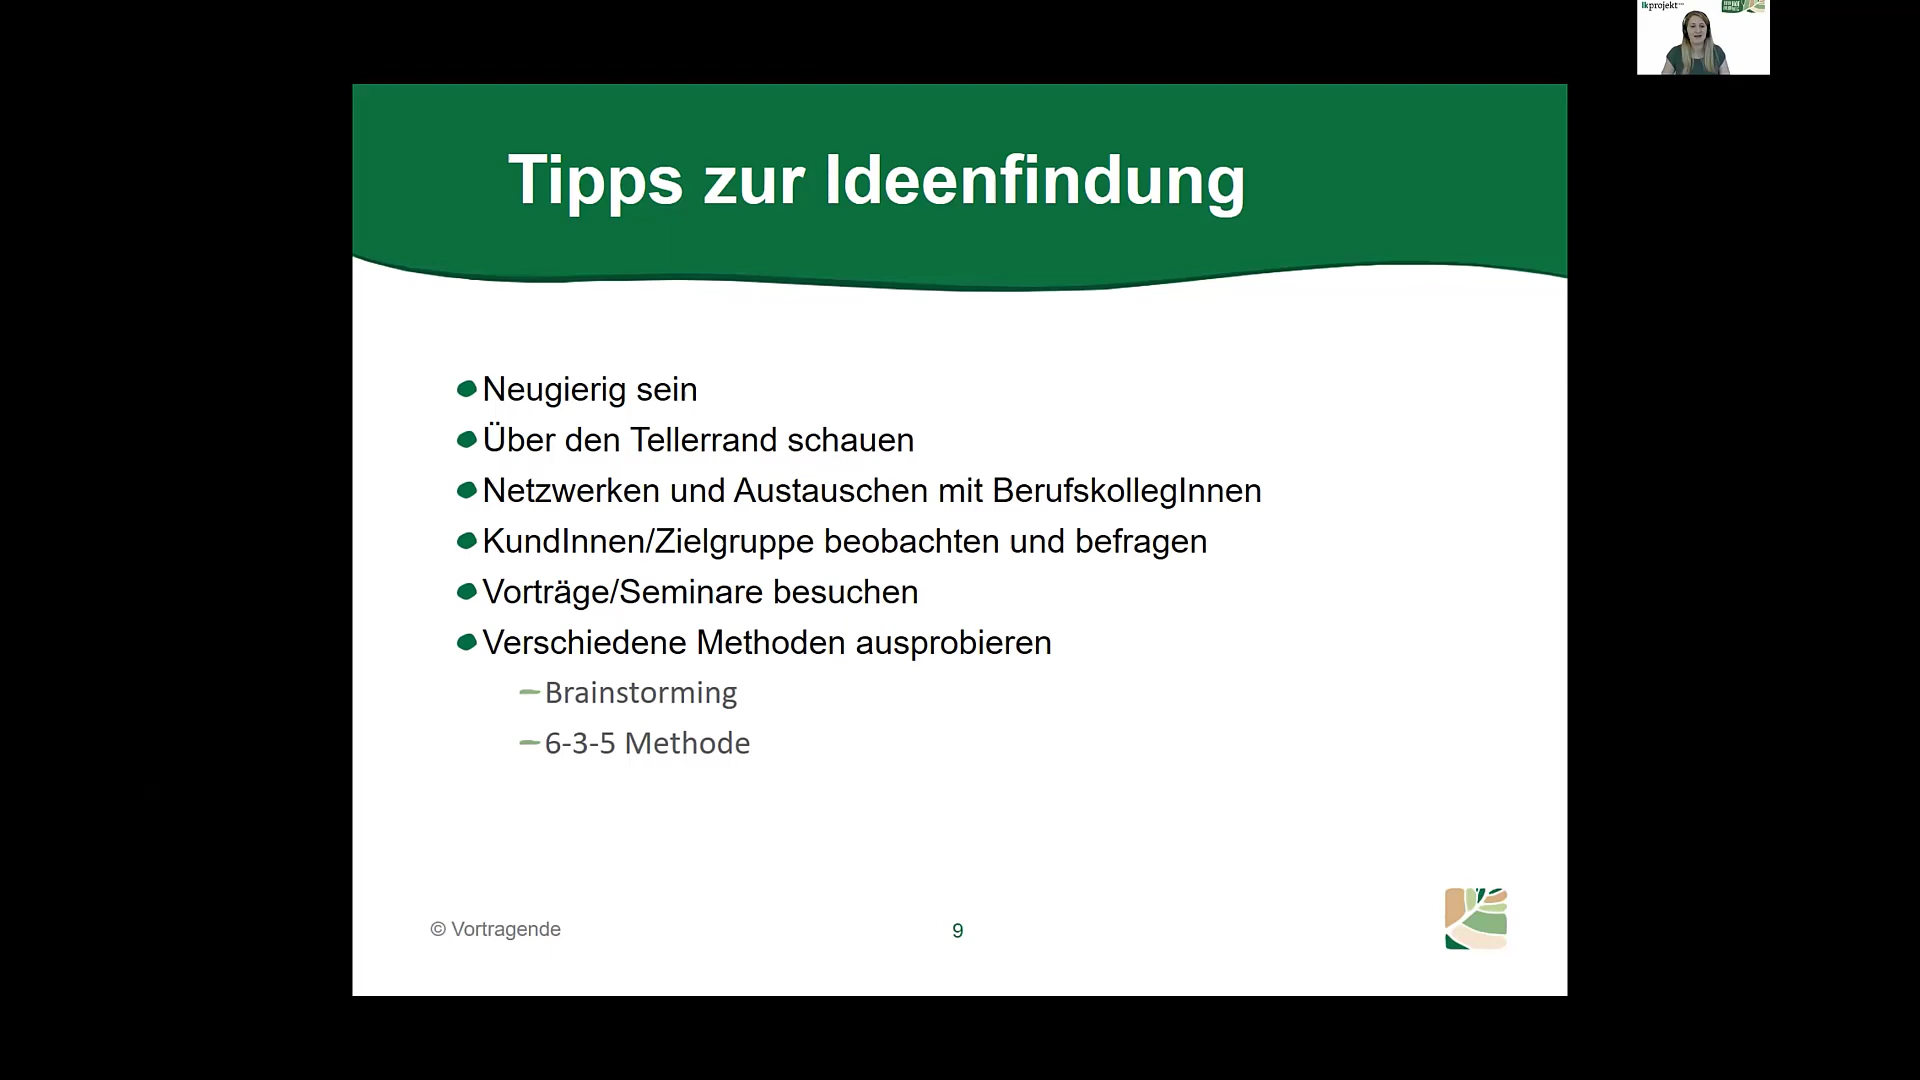 lkprojekt
Tipps zur Ideenfindung
Neugierig sein
Über den Tellerrand schauen
Netzwerken und Austauschen mit BerufskollegInnen
KundInnen/Zielgruppe beobachten und befragen
Vorträge/Seminare besuchen
Verschiedene Methoden ausprobieren
Brainstorming
6-3-5 Methode
© Vortragende
9